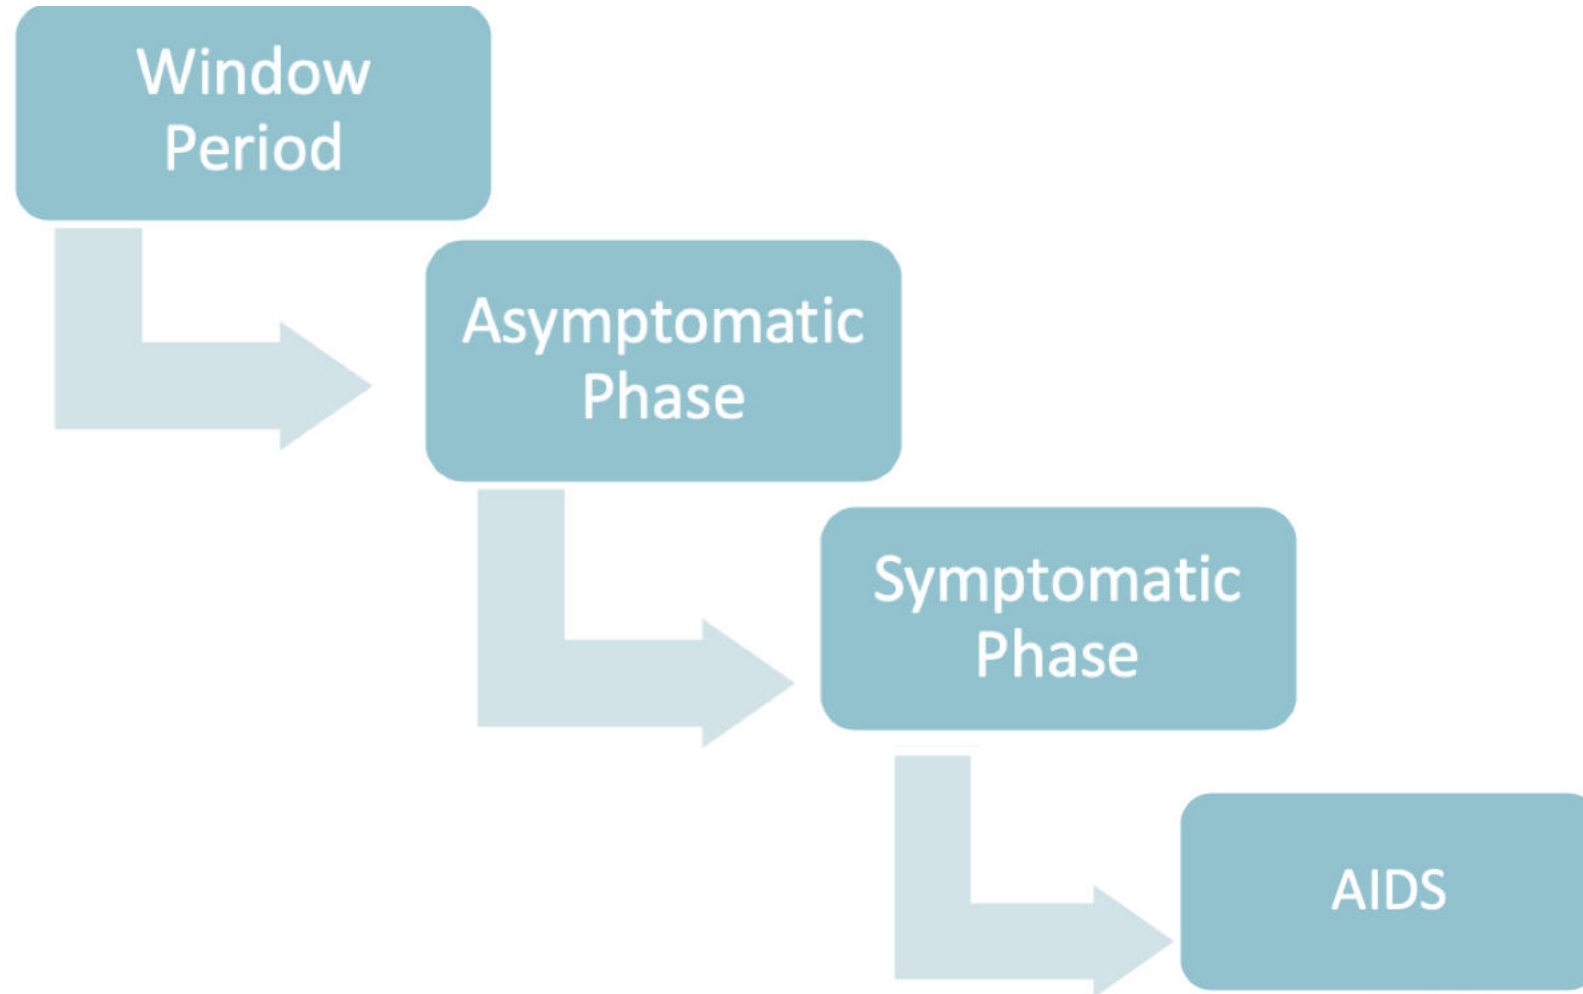 Window
Period
Asymptomatic
Phase
Symptomatic
Phase
AIDS